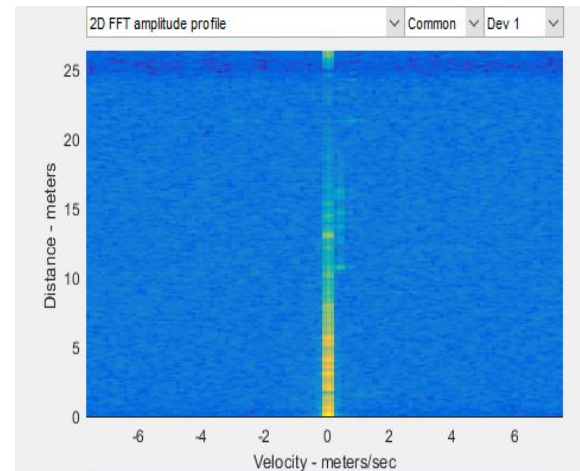 2D FFT amplitude profile Common Dev 1
25
20
15
10
5
0
Distance - meters
-6 -4 -2 0 2 4 6
Velocity - meters/sec